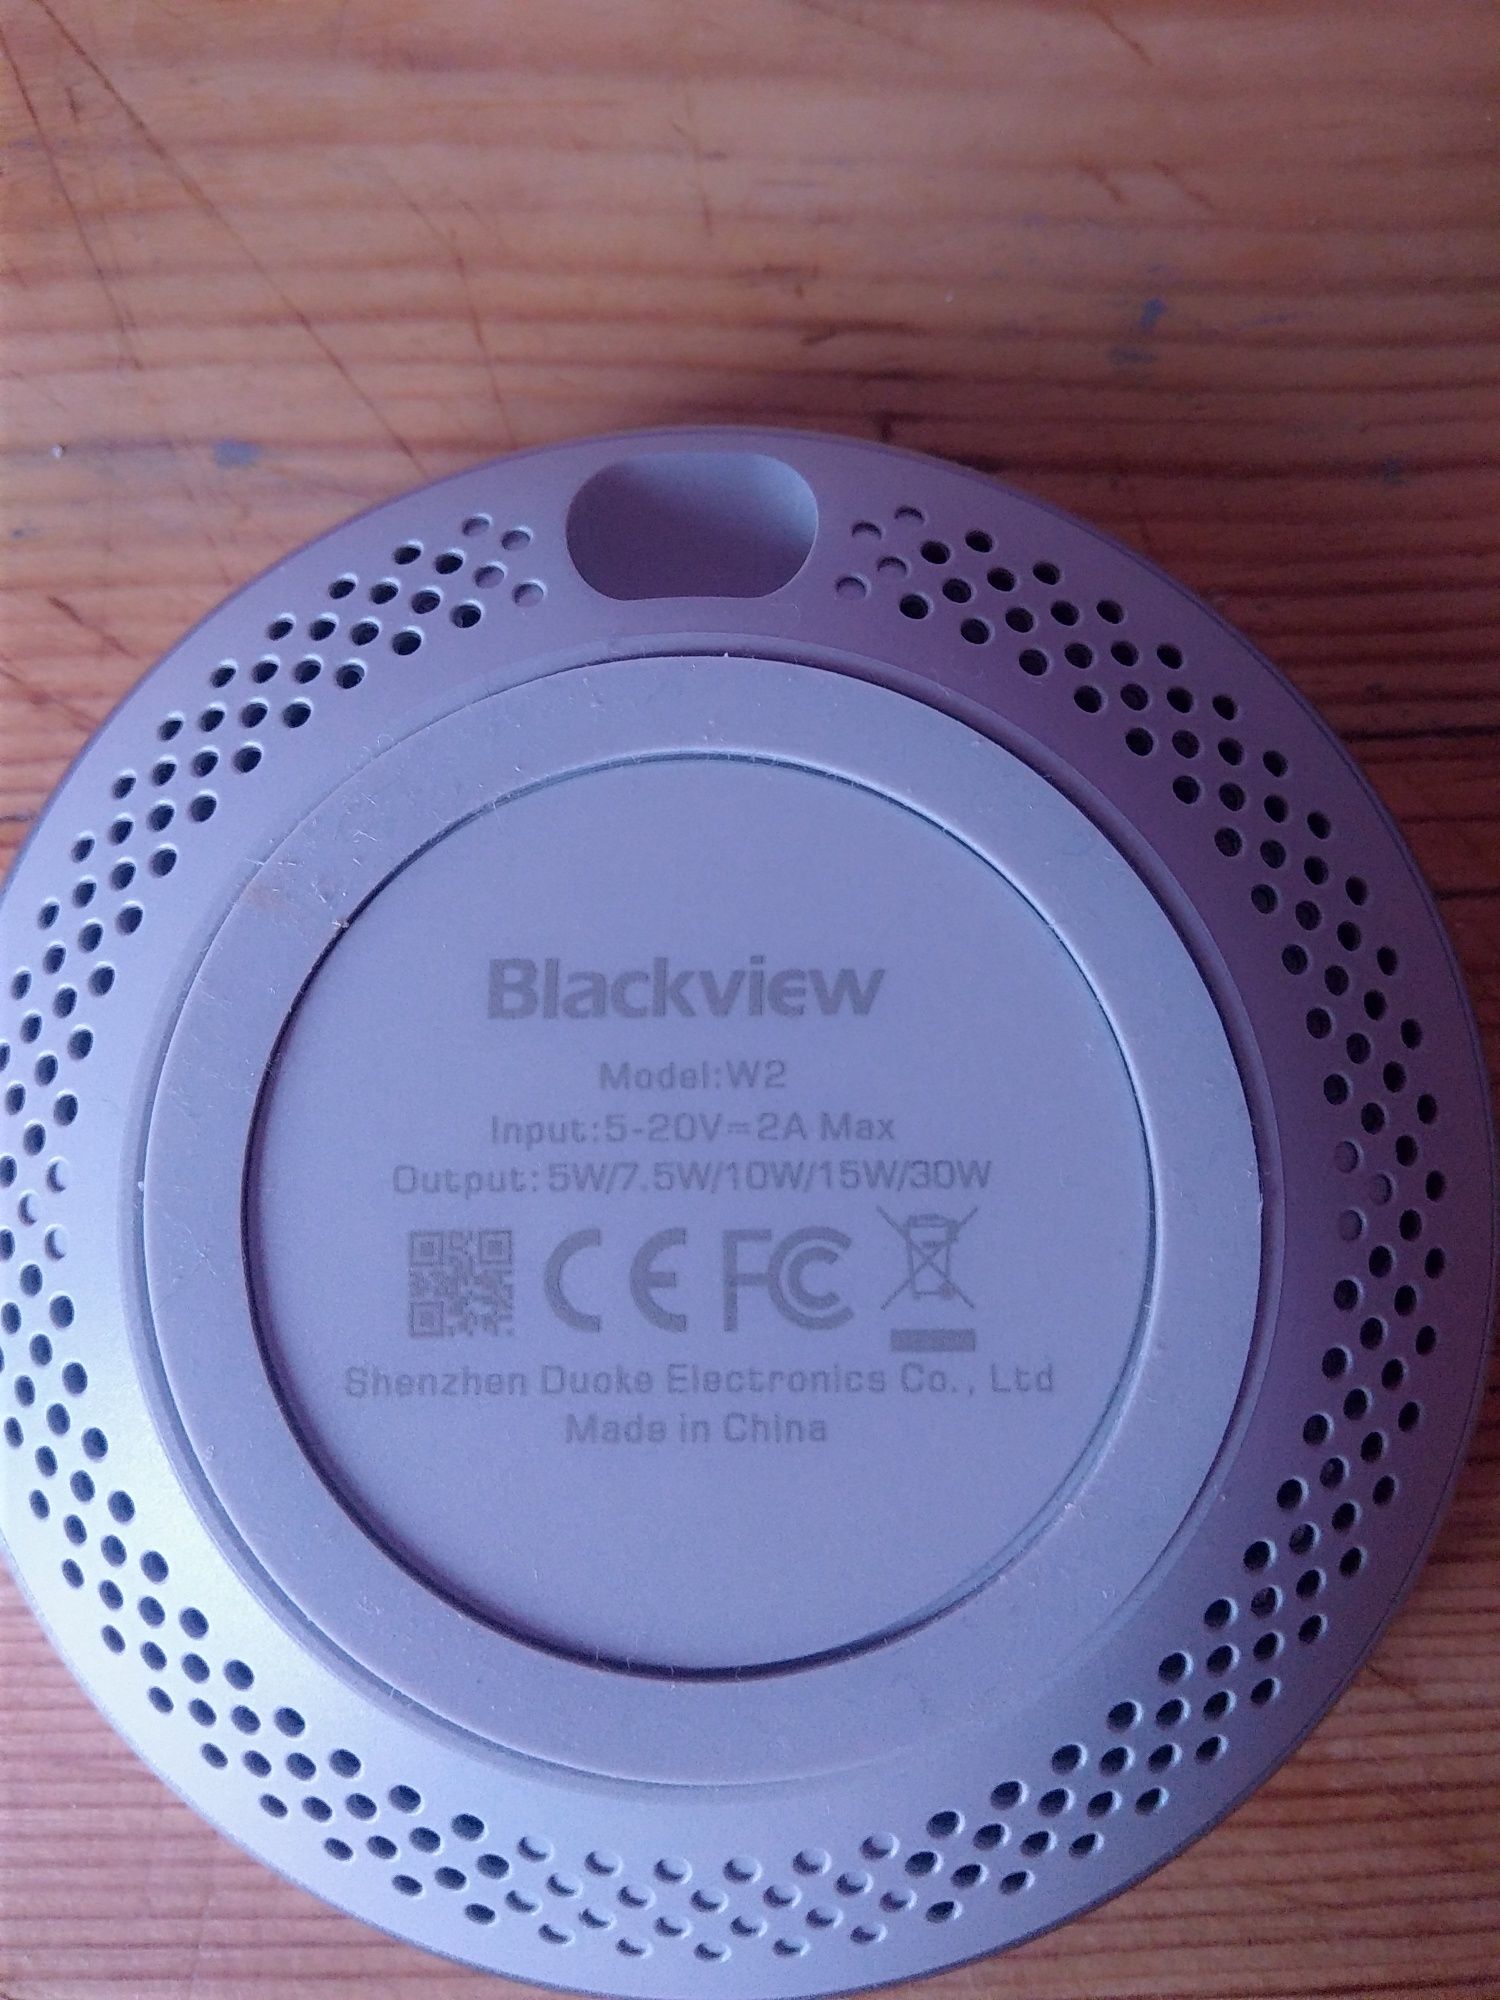 Blackview
Model:W2
Input:5-20V⎓2A Max
Output:5W/7.5W/10W/15W/30W
CE FC
Shenzhen Duoke Electronics Co., Ltd
Made in China